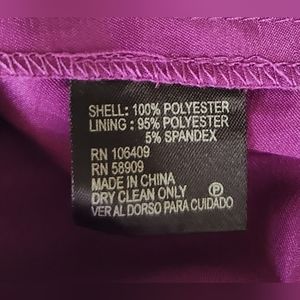 SHELL: 100% POLYESTER
LINING : 95% POLYESTER
5% SPANDEX
RN 106409
RN 58909
MADE IN CHINA
DRY CLEAN ONLY Ⓟ
VER AL DORSO PARA CUIDADO